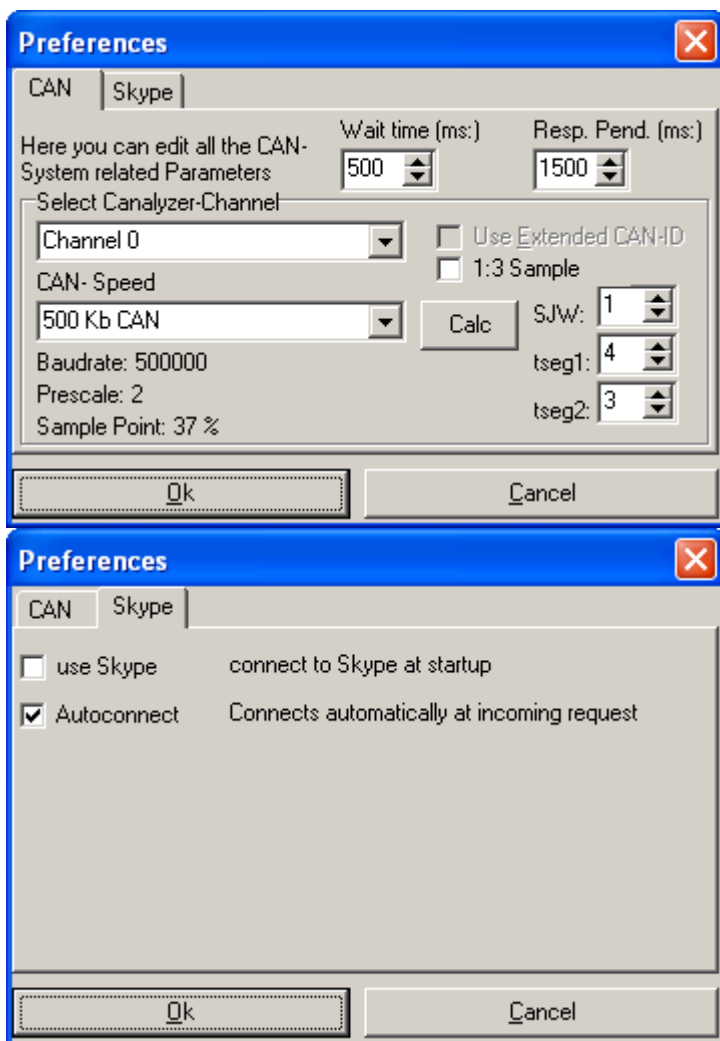 Preferences
CAN Skype
Here you can edit all the CAN-
System related Parameters
Wait time (ms:)
500
Resp. Pend. (ms:)
1500
Select Canalyzer-Channel
Channel 0
Use Extended CAN-ID
1:3 Sample
CAN- Speed
500 Kb CAN
Calc
SJW: 1
tseg1: 4
tseg2: 3
Baudrate: 500000
Prescale: 2
Sample Point: 37 %
Ok Cancel
Preferences
CAN Skype
use Skype connect to Skype at startup
Autoconnect Connects automatically at incoming request
Ok Cancel